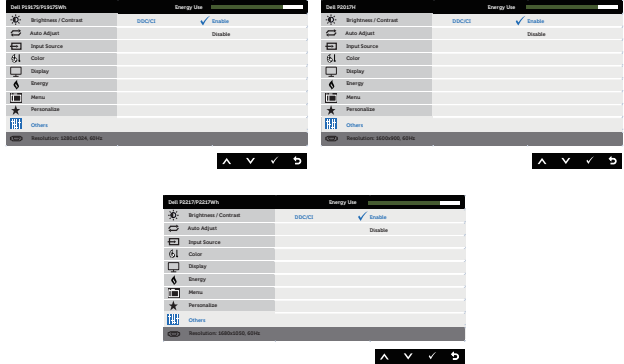 Dell P1917S/P1917SWh Energy Use
Brightness / Contrast DDC/CI Enable
Auto Adjust Disable
Input Source
Color
Display
Energy
Menu
Personalize
Others
Resolution: 1280x1024, 60Hz
Dell P2017H Energy Use
Brightness / Contrast DDC/CI Enable
Auto Adjust Disable
Input Source
Color
Display
Energy
Menu
Personalize
Others
Resolution: 1600x900, 60Hz
Dell P2217/P2217Wh Energy Use
Brightness / Contrast DDC/CI Enable
Auto Adjust Disable
Input Source
Color
Display
Energy
Menu
Personalize
Others
Resolution: 1680x1050, 60Hz